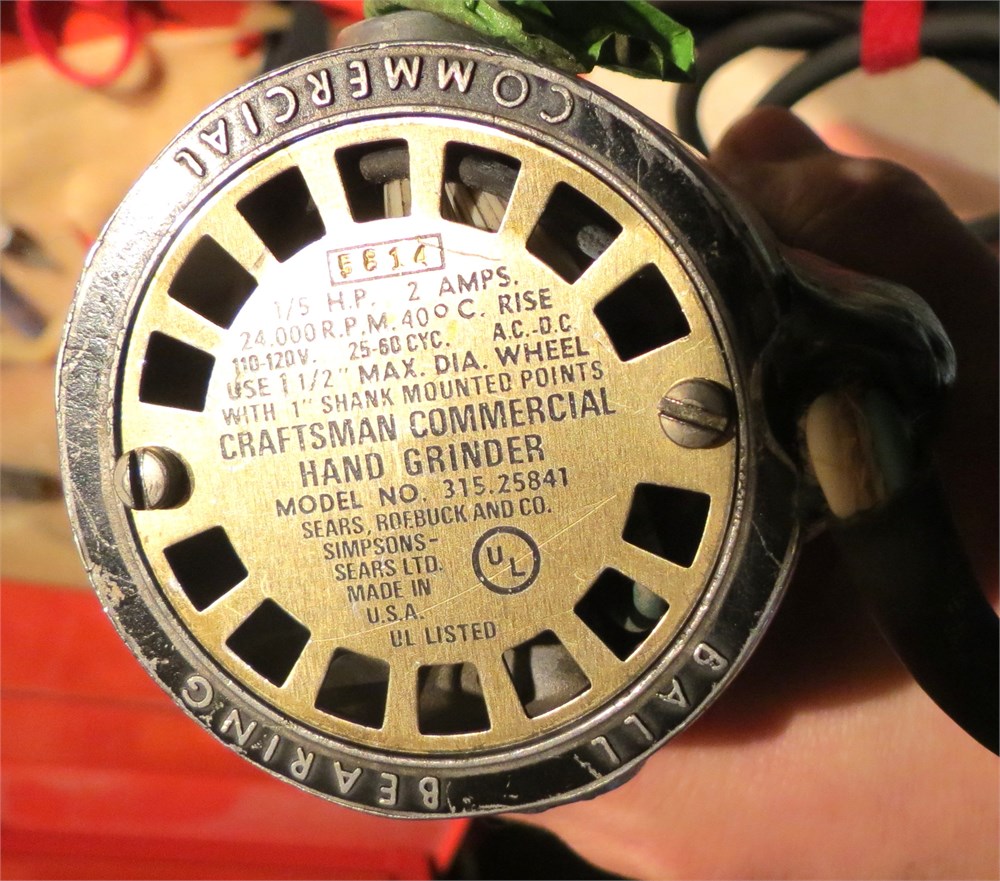 COMMERCIAL
5814
1/5 H.P. 2 AMPS.
24,000 R.P.M. 40° C. RISE
110-120V. 25-60 CYC. A.C.-D.C.
USE 1 1/2" MAX. DIA. WHEEL
WITH 1" SHANK MOUNTED POINTS
CRAFTSMAN COMMERCIAL
HAND GRINDER
MODEL NO. 315.25841
SEARS, ROEBUCK AND CO.
SIMPSONS-
SEARS LTD.
MADE IN
U.S.A.
UL
UL LISTED
BALL BEARING